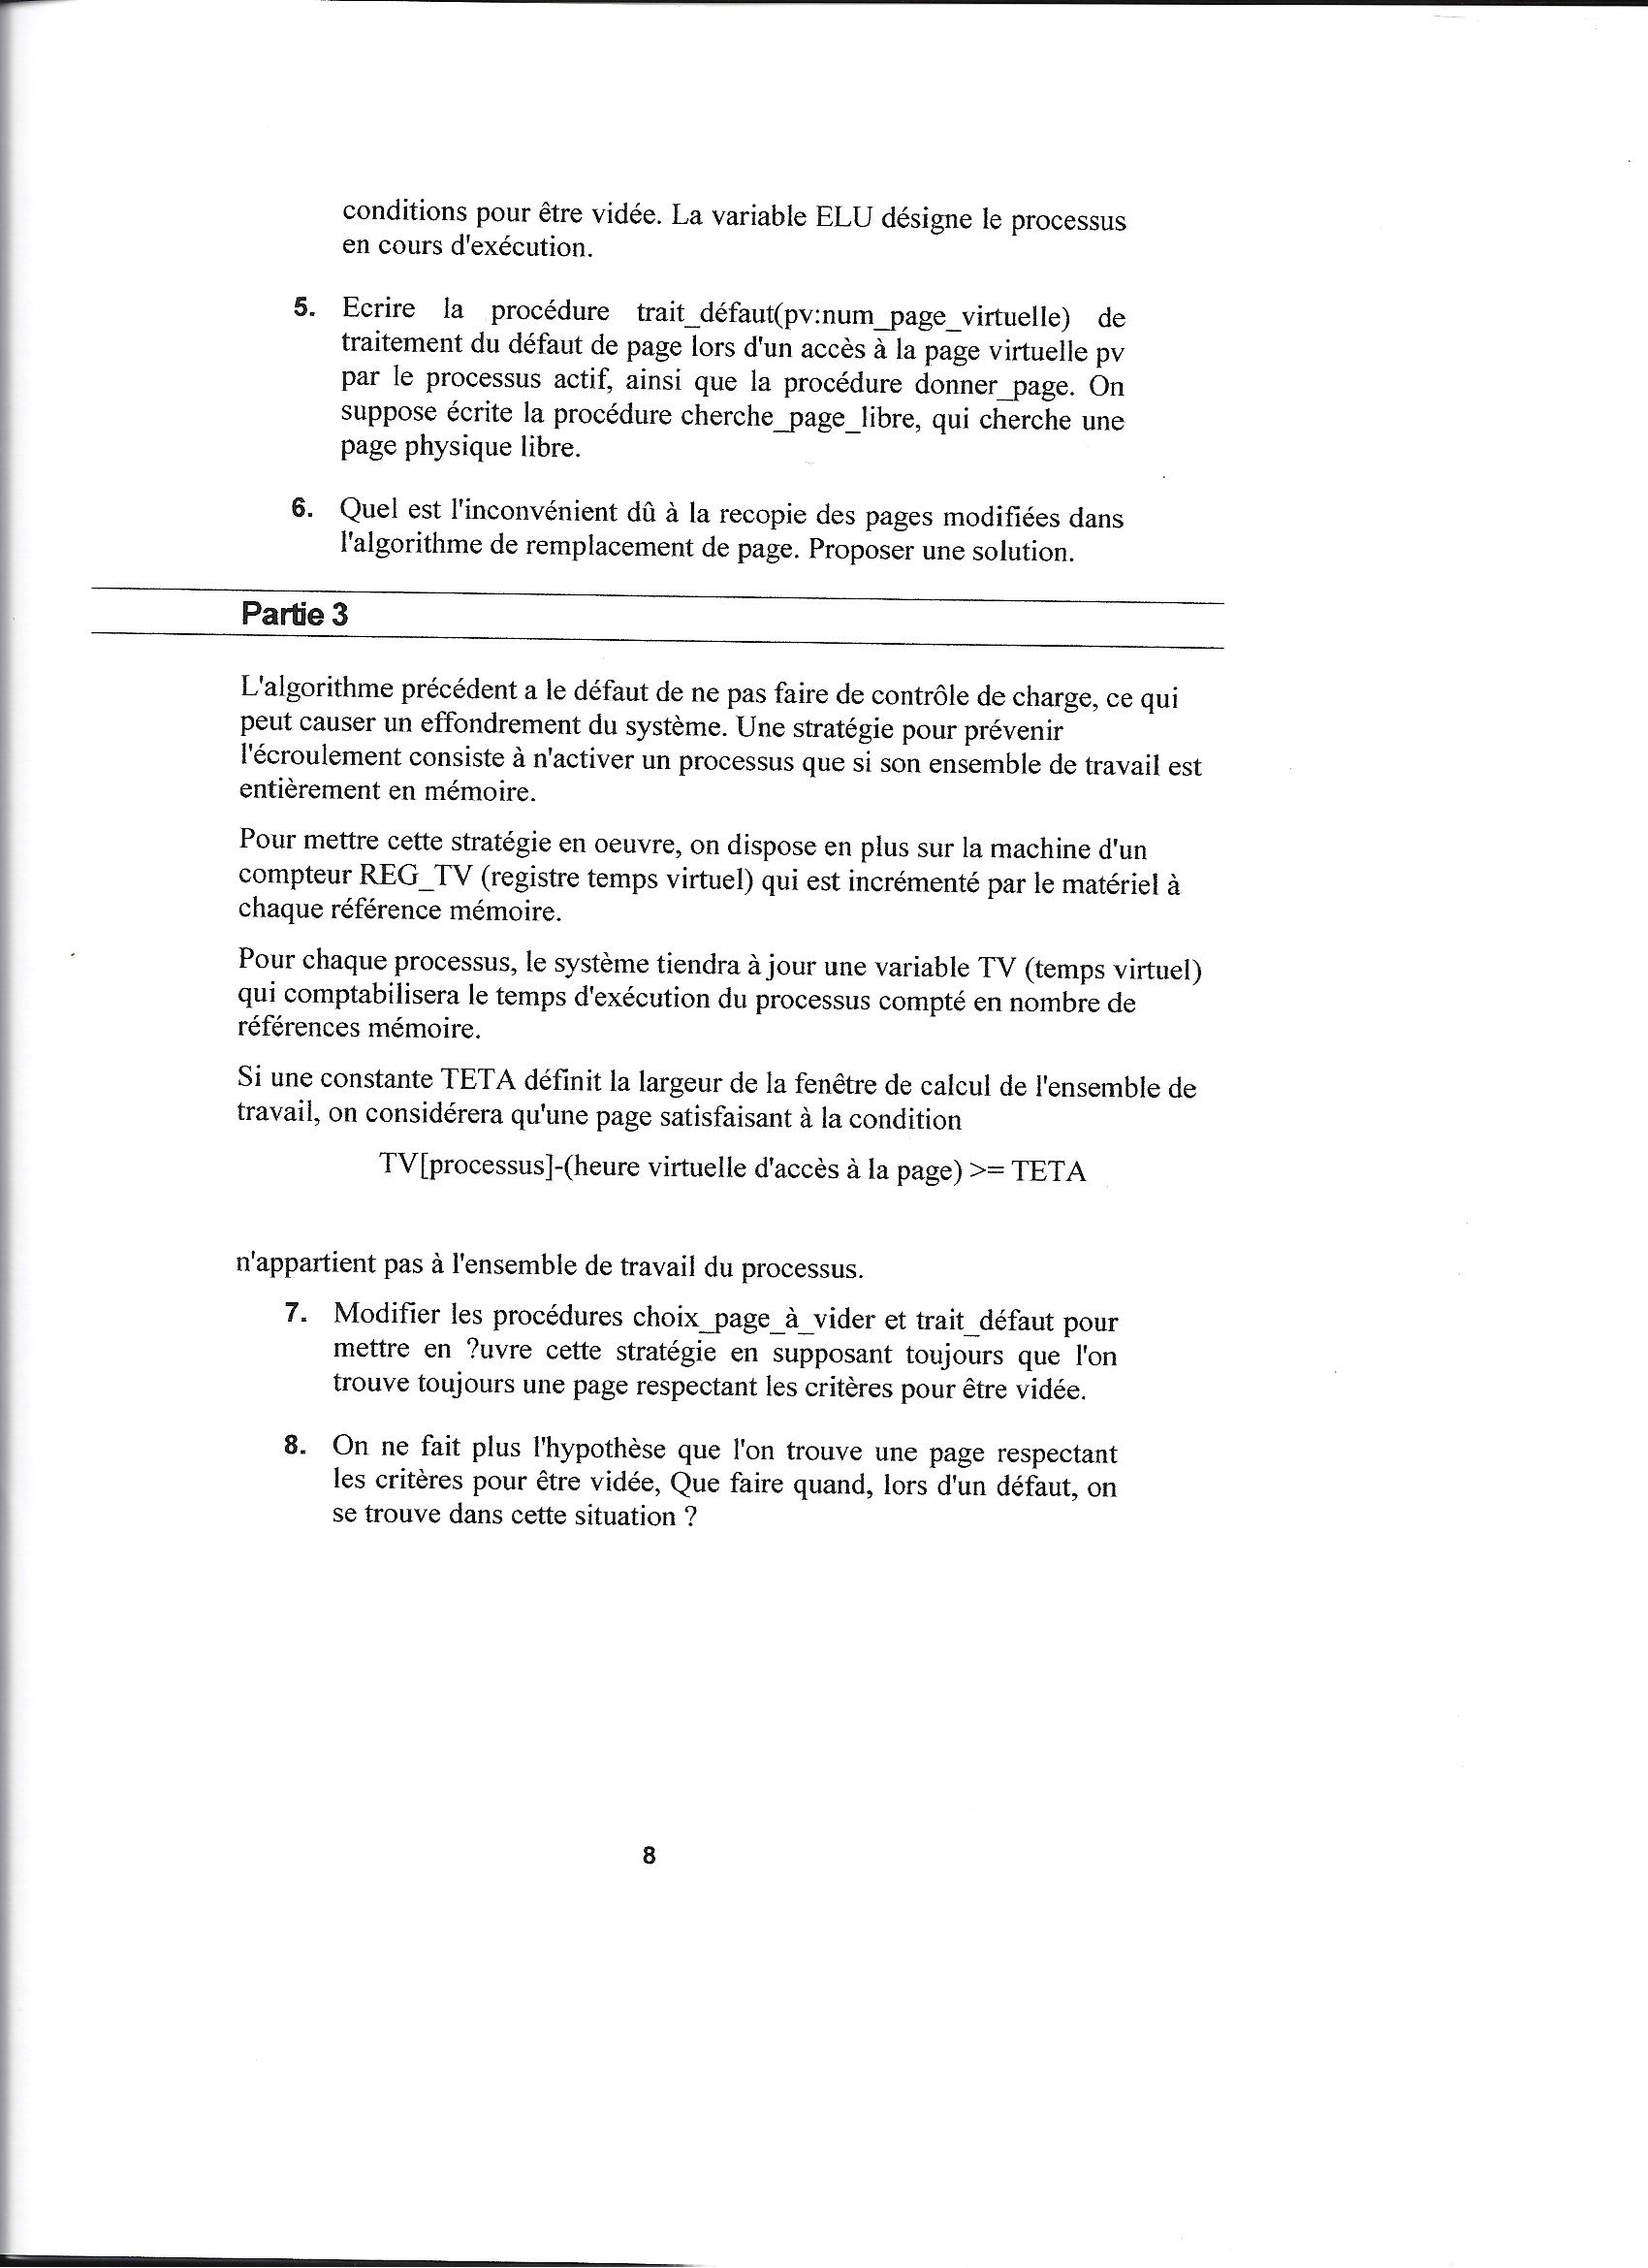 conditions pour être vidée. La variable ELU désigne le processus
en cours d'exécution.
5. Ecrire la procédure trait_défaut(pv:num_page_virtuelle) de
traitement du défaut de page lors d'un accès à la page virtuelle pv
par le processus actif, ainsi que la procédure donner_page. On
suppose écrite la procédure cherche_page_libre, qui cherche une
page physique libre.
6. Quel est l'inconvénient dû à la recopie des pages modifiées dans
l'algorithme de remplacement de page. Proposer une solution.
Partie 3
L'algorithme précédent a le défaut de ne pas faire de contrôle de charge, ce qui
peut causer un effondrement du système. Une stratégie pour prévenir
l'écroulement consiste à n'activer un processus que si son ensemble de travail est
entièrement en mémoire.
Pour mettre cette stratégie en oeuvre, on dispose en plus sur la machine d'un
compteur REG_TV (registre temps virtuel) qui est incrémenté par le matériel à
chaque référence mémoire.
Pour chaque processus, le système tiendra à jour une variable TV (temps virtuel)
qui comptabilisera le temps d'exécution du processus compté en nombre de
références mémoire.
Si une constante TETA définit la largeur de la fenêtre de calcul de l'ensemble de
travail, on considérera qu'une page satisfaisant à la condition
TV[processus]-(heure virtuelle d'accès à la page) >= TETA
n'appartient pas à l'ensemble de travail du processus.
7. Modifier les procédures choix_page_à_vider et trait_défaut pour
mettre en ?uvre cette stratégie en supposant toujours que l'on
trouve toujours une page respectant les critères pour être vidée.
8. On ne fait plus l'hypothèse que l'on trouve une page respectant
les critères pour être vidée, Que faire quand, lors d'un défaut, on
se trouve dans cette situation ?
8